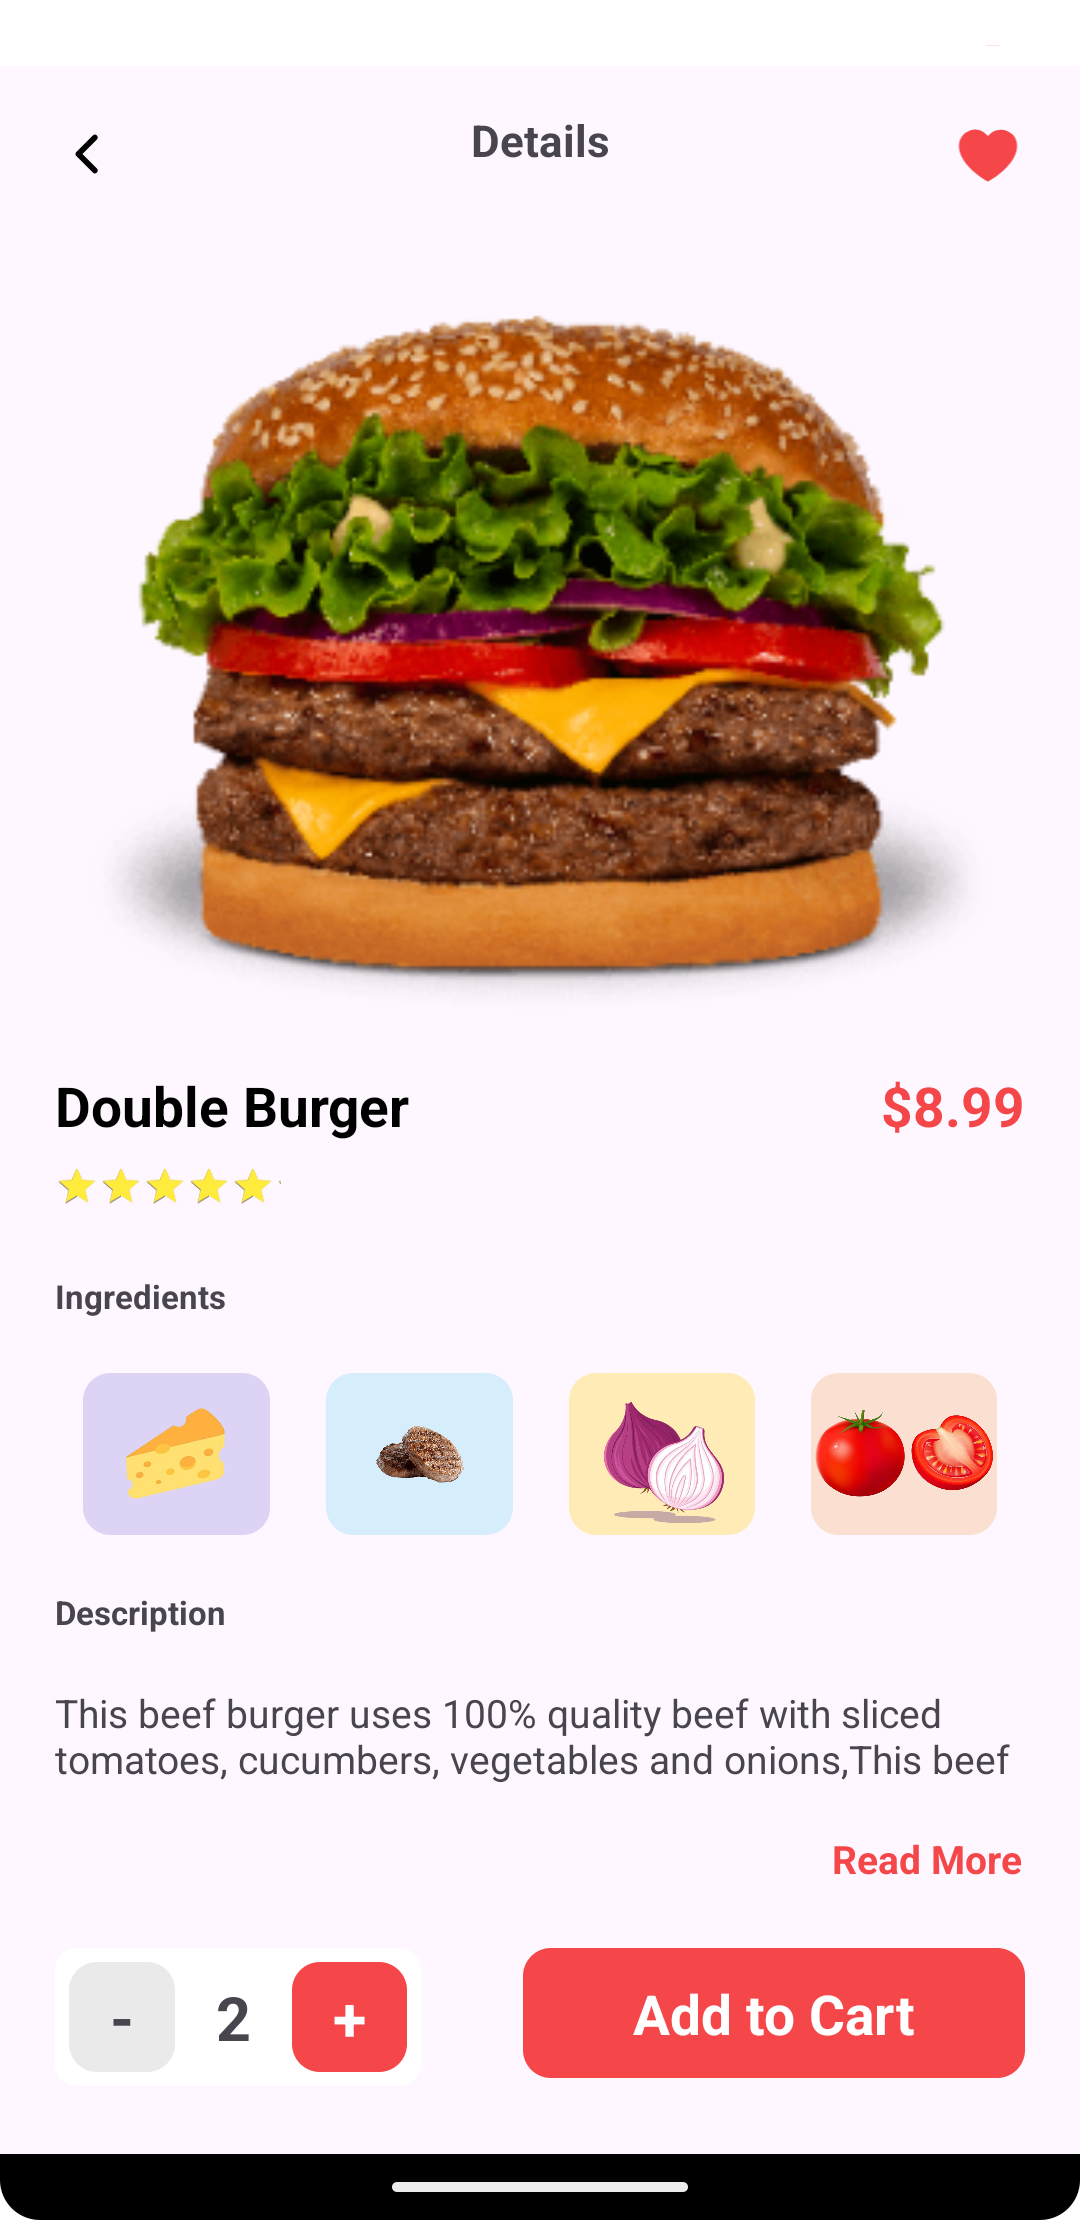 Details
Double Burger
$8.99
Ingredients
Description
This beef burger uses 100% quality beef with sliced
tomatoes, cucumbers, vegetables and onions,This beef
Read More
- 2 +
Add to Cart